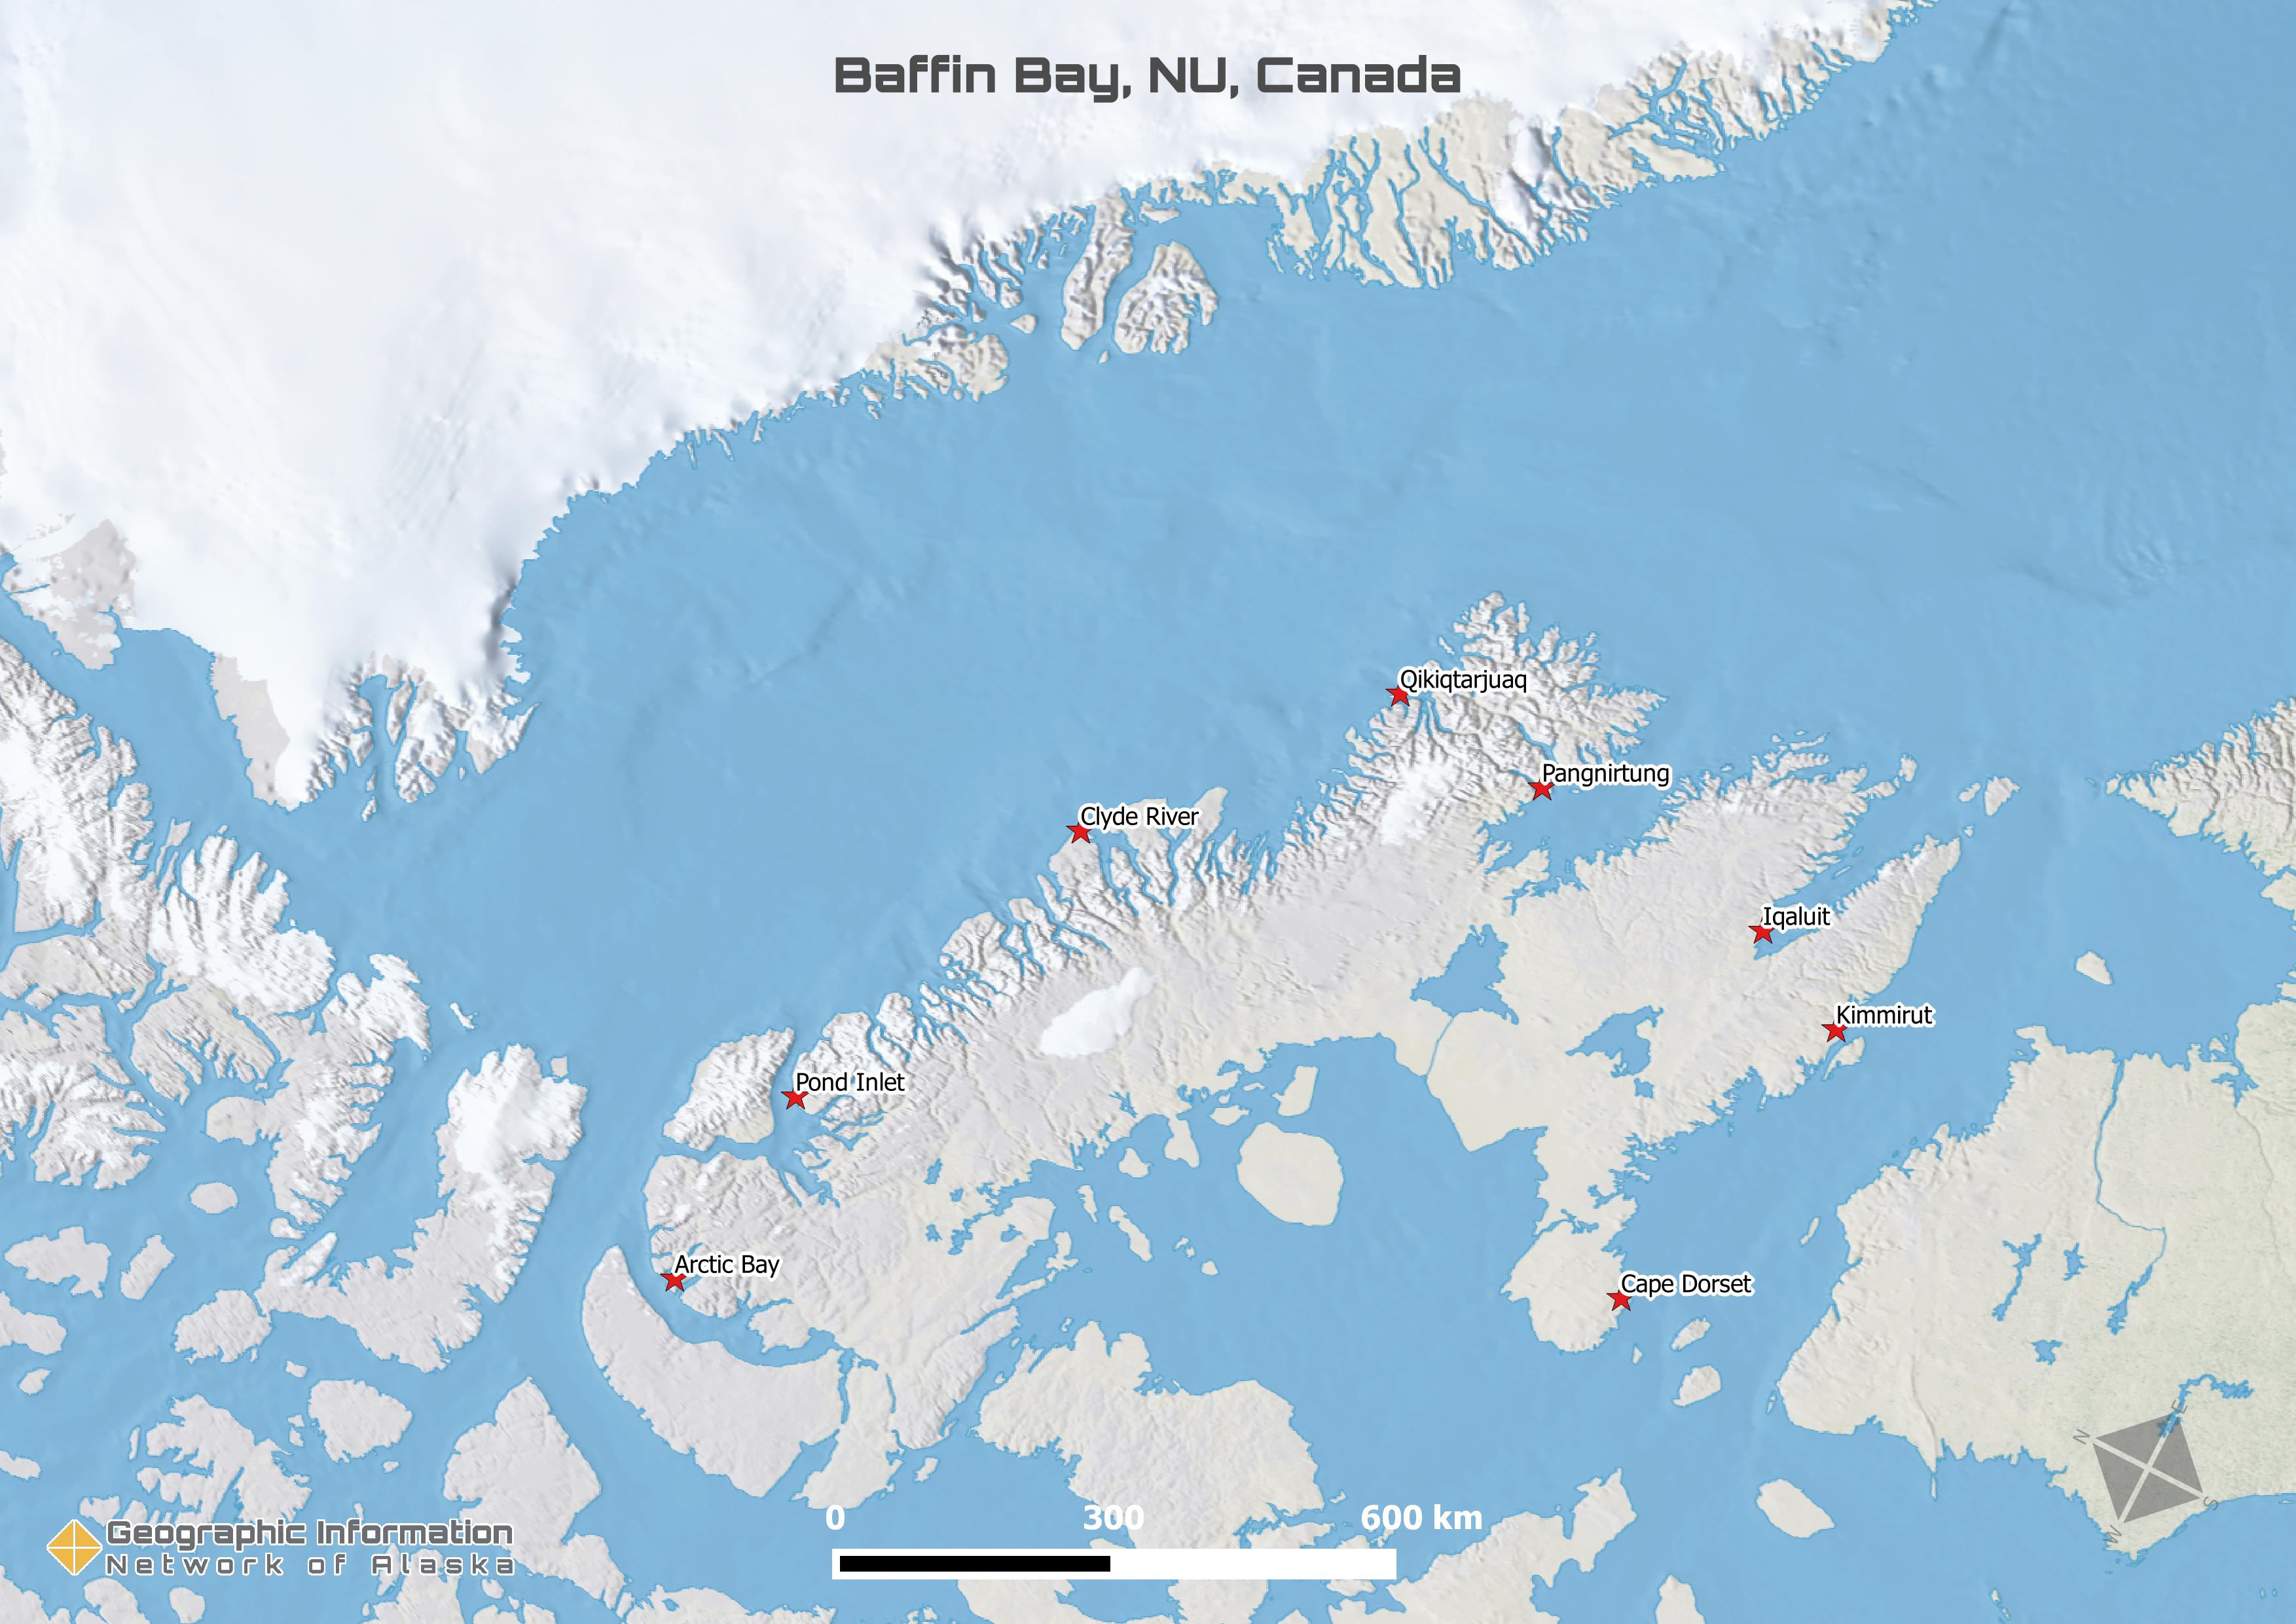 Baffin Bay, NU, Canada
Qikiqtarjuaq
Pangnirtung
Clyde River
Iqaluit
Kimmirut
Pond Inlet
Arctic Bay
Cape Dorset
N
E
S
W
0 300 600 km
Geographic Information
Network of Alaska